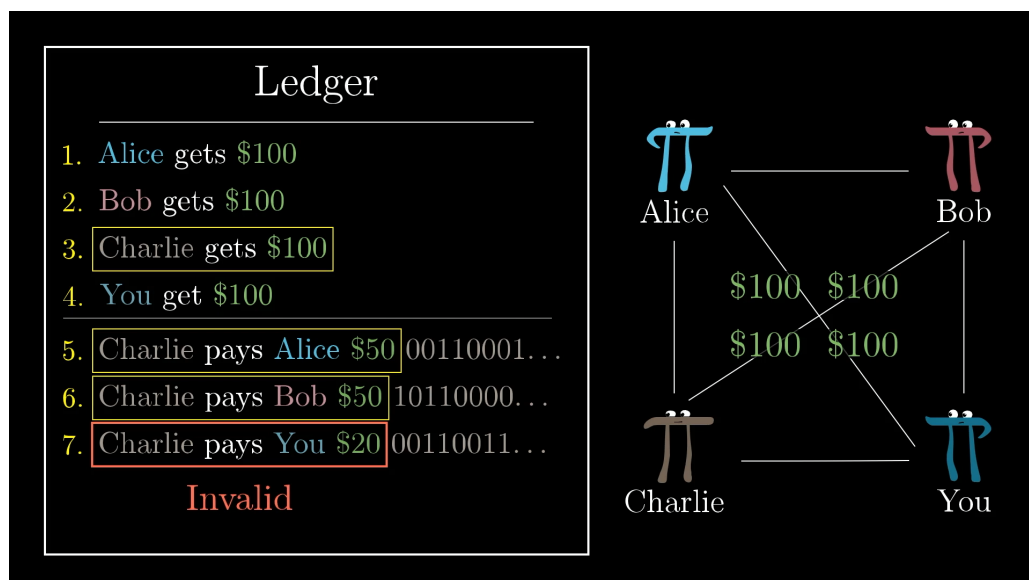 Ledger
1. Alice gets $100
2. Bob gets $100
3. Charlie gets $100
4. You get $100
5. Charlie pays Alice $50 00110001...
6. Charlie pays Bob $50 10110000...
7. Charlie pays You $20 00110011...
Invalid
Alice
Bob
$100 $100
$100 $100
Charlie
You